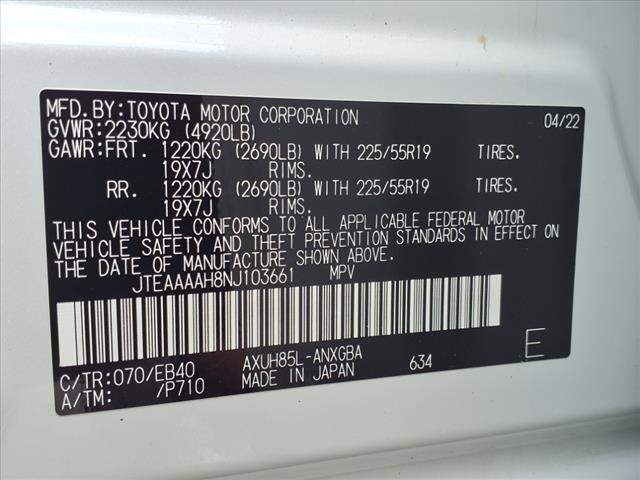 MFD.BY:TOYOTA MOTOR CORPORATION 04/22
GVWR:2230KG (4920LB)
GAWR:FRT. 1220KG (2690LB) WITH 225/55R19 TIRES.
19X7J RIMS.
RR. 1220KG (2690LB) WITH 225/55R19 TIRES.
19X7J RIMS.
THIS VEHICLE CONFORMS TO ALL APPLICABLE FEDERAL MOTOR
VEHICLE SAFETY AND THEFT PREVENTION STANDARDS IN EFFECT ON
THE DATE OF MANUFACTURE SHOWN ABOVE.
JTEAAAAH8NJ103661 MPV
C/TR:070/EB40 AXUH85L-ANXGBA 634 E
A/TM: /P710 MADE IN JAPAN